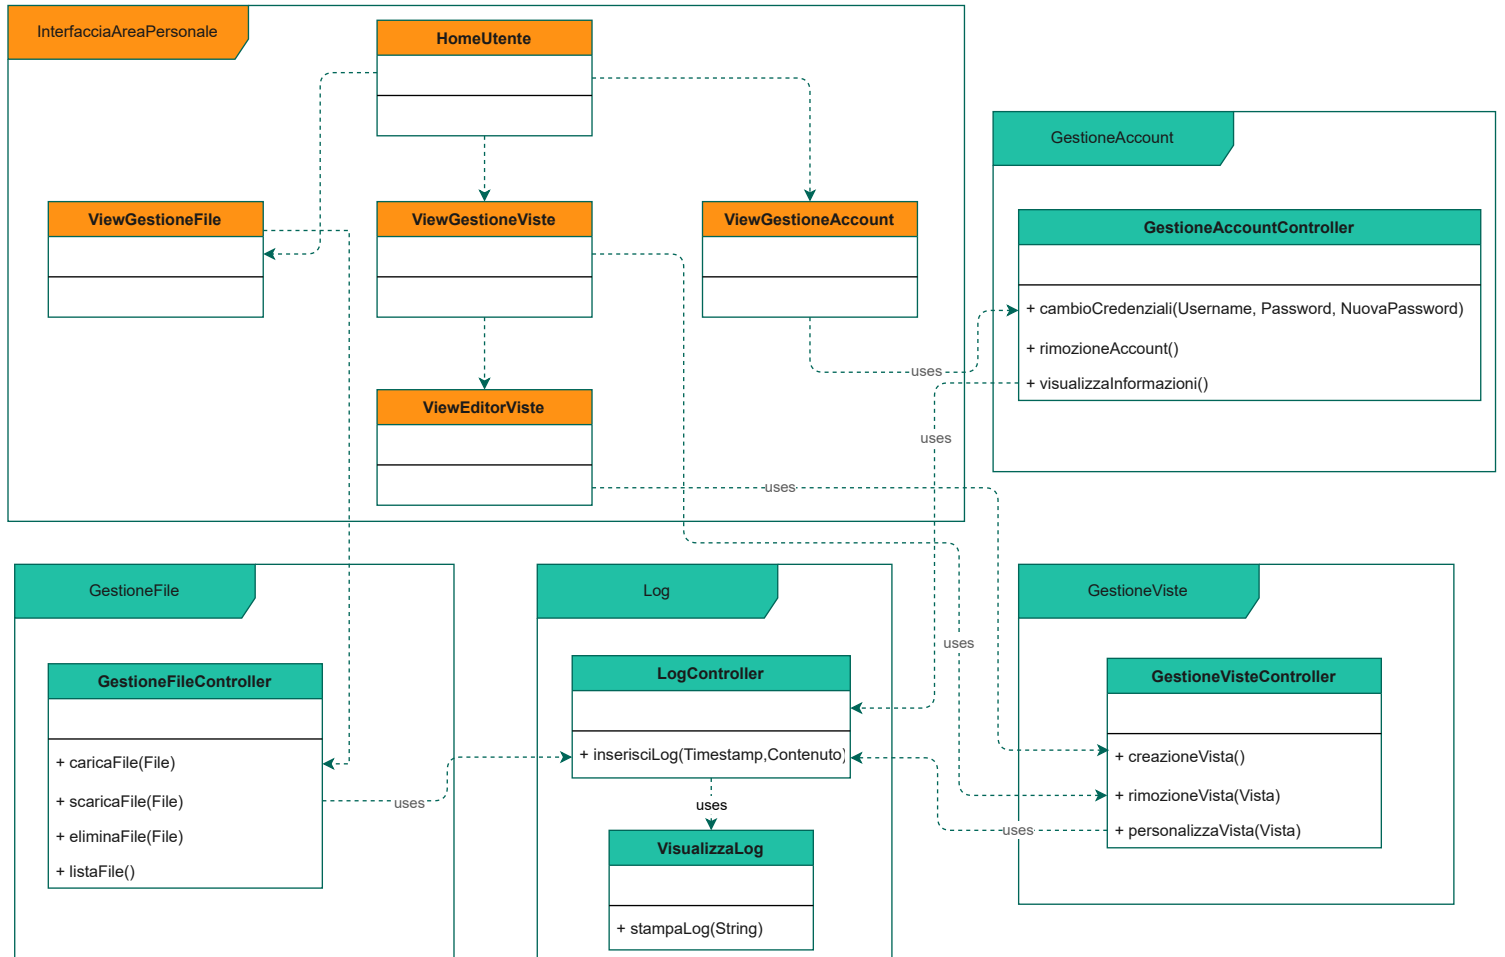 InterfacciaAreaPersonale
HomeUtente
ViewGestioneFile
ViewGestioneViste
ViewGestioneAccount
ViewEditorViste
GestioneAccount
GestioneAccountController
+ cambioCredenziali(Username, Password, NuovaPassword)
+ rimozioneAccount()
+ visualizzaInformazioni()
uses
uses
uses
uses
GestioneFile
GestioneFileController
+ caricaFile(File)
+ scaricaFile(File)
+ eliminaFile(File)
+ listaFile()
uses
Log
LogController
+ inserisciLog(Timestamp,Contenuto)
uses
VisualizzaLog
+ stampaLog(String)
GestioneViste
GestioneVisteController
+ creazioneVista()
+ rimozioneVista(Vista)
+ personalizzaVista(Vista)
uses